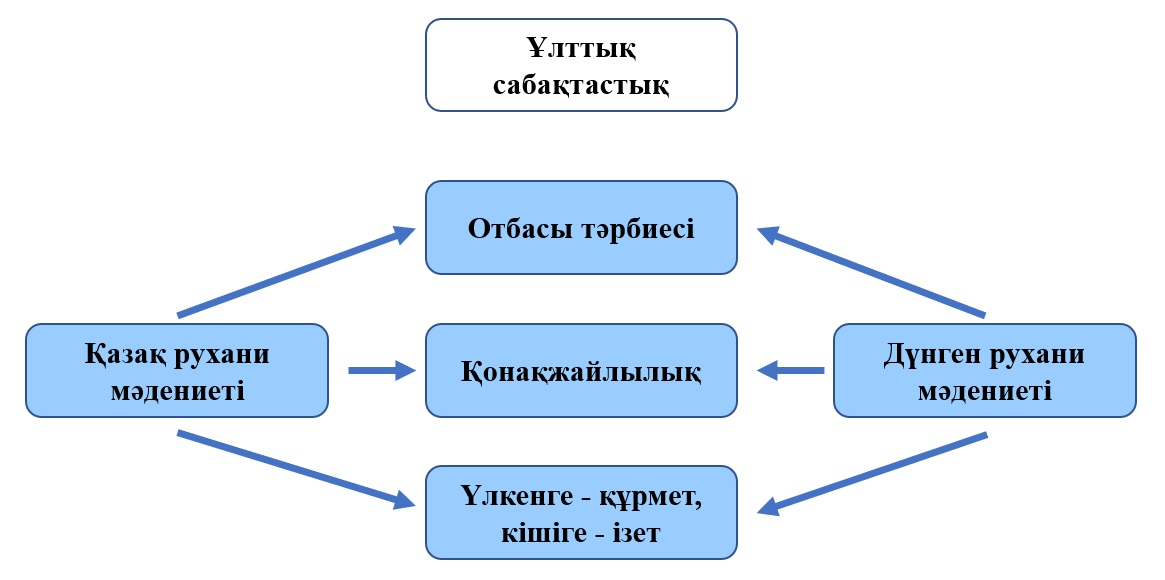 Ұлттық
сабақтастық
Отбасы тәрбиесі
Қазақ рухани
мәдениеті
Қонақжайлылық
Дүнген рухани
мәдениеті
Үлкенге - құрмет,
кішіге - ізет